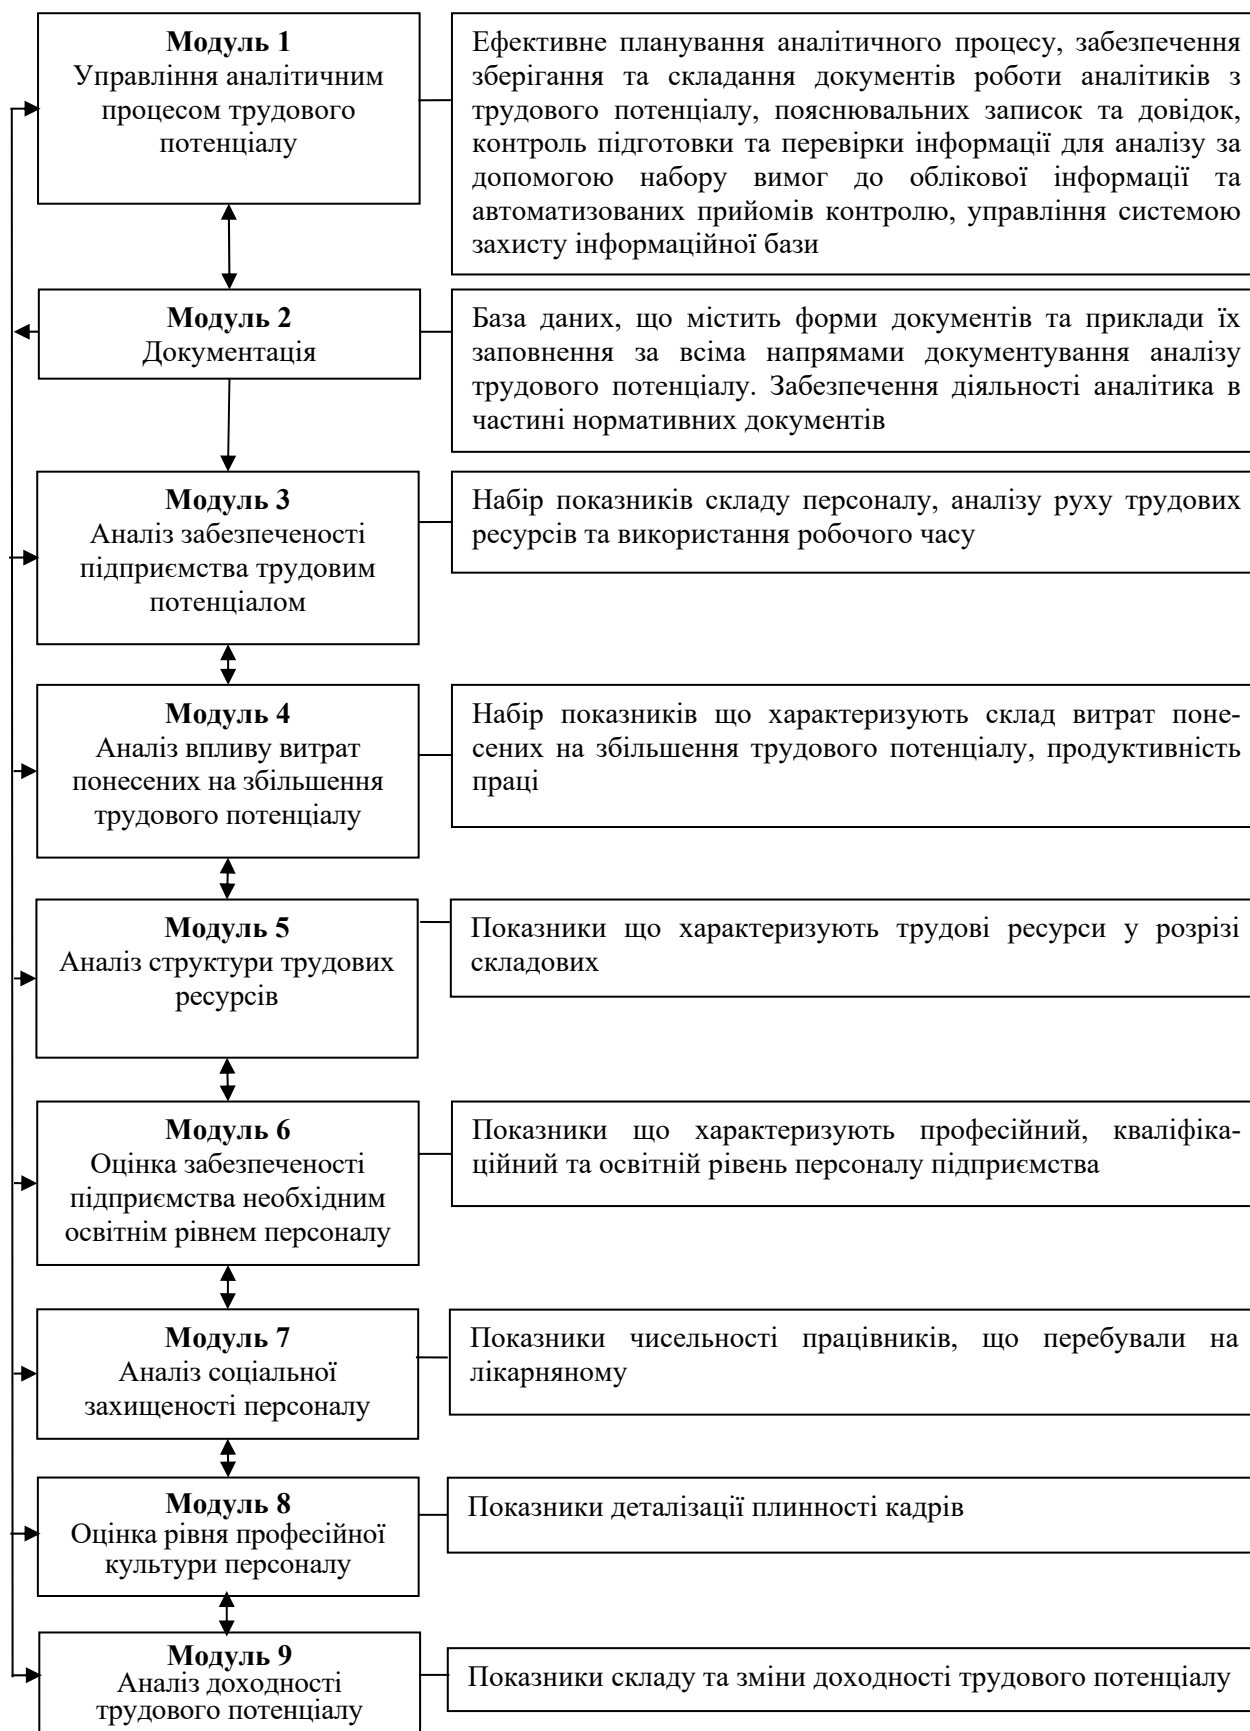 Модуль 1
Управління аналітичним
процесом трудового
потенціалу
Ефективне планування аналітичного процесу, забезпечення
зберігання та складання документів роботи аналітиків з
трудового потенціалу, пояснювальних записок та довідок,
контроль підготовки та перевірки інформації для аналізу за
допомогою набору вимог до облікової інформації та
автоматизованих прийомів контролю, управління системою
захисту інформаційної бази
Модуль 2
Документація
База даних, що містить форми документів та приклади їх
заповнення за всіма напрямами документування аналізу
трудового потенціалу. Забезпечення діяльності аналітика в
частині нормативних документів
Модуль 3
Аналіз забезпеченості
підприємства трудовим
потенціалом
Набір показників складу персоналу, аналізу руху трудових
ресурсів та використання робочого часу
Модуль 4
Аналіз впливу витрат
понесених на збільшення
трудового потенціалу
Набір показників що характеризують склад витрат поне-
сених на збільшення трудового потенціалу, продуктивність
праці
Модуль 5
Аналіз структури трудових
ресурсів
Показники що характеризують трудові ресурси у розрізі
складових
Модуль 6
Оцінка забезпеченості
підприємства необхідним
освітнім рівнем персоналу
Показники що характеризують професійний, кваліфіка-
ційний та освітній рівень персоналу підприємства
Модуль 7
Аналіз соціальної
захищеності персоналу
Показники чисельності працівників, що перебували на
лікарняному
Модуль 8
Оцінка рівня професійної
культури персоналу
Показники деталізації плинності кадрів
Модуль 9
Аналіз доходності
трудового потенціалу
Показники складу та зміни доходності трудового потенціалу